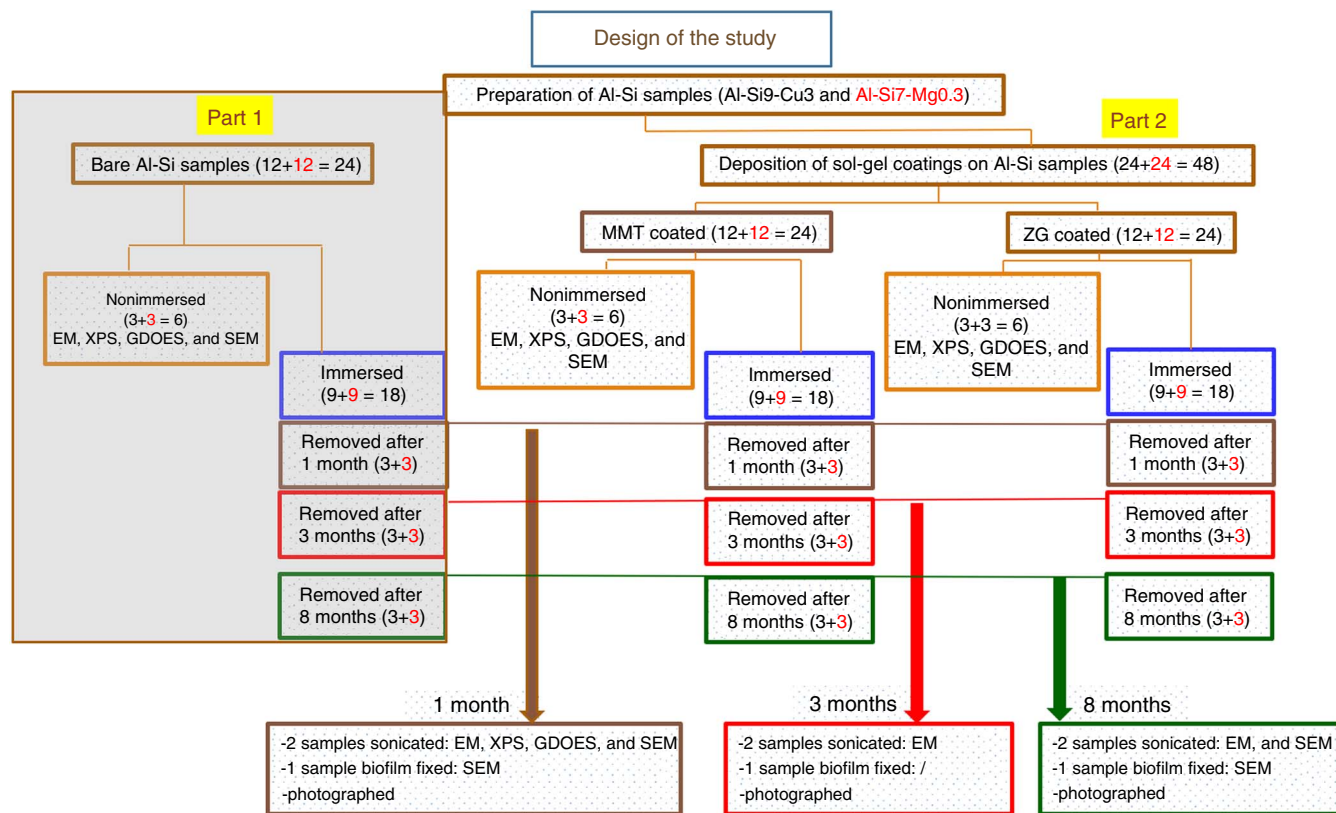 Design of the study
Preparation of Al-Si samples (Al-Si9-Cu3 and Al-Si7-Mg0.3)
Part 1
Bare Al-Si samples (12+12 = 24)
Nonimmersed
(3+3 = 6)
EM, XPS, GDOES, and SEM
Immersed
(9+9 = 18)
Removed after
1 month (3+3)
Removed after
3 months (3+3)
Removed after
8 months (3+3)
Part 2
Deposition of sol-gel coatings on Al-Si samples (24+24 = 48)
MMT coated (12+12 = 24)
Nonimmersed
(3+3 = 6)
EM, XPS, GDOES, and
SEM
Immersed
(9+9 = 18)
Removed after
1 month (3+3)
Removed after
3 months (3+3)
Removed after
8 months (3+3)
ZG coated (12+12 = 24)
Nonimmersed
(3+3 = 6)
EM, XPS, GDOES, and
SEM
Immersed
(9+9 = 18)
Removed after
1 month (3+3)
Removed after
3 months (3+3)
Removed after
8 months (3+3)
1 month
-2 samples sonicated: EM, XPS, GDOES, and SEM
-1 sample biofilm fixed: SEM
-photographed
3 months
-2 samples sonicated: EM
-1 sample biofilm fixed: /
-photographed
8 months
-2 samples sonicated: EM, and SEM
-1 sample biofilm fixed: SEM
-photographed